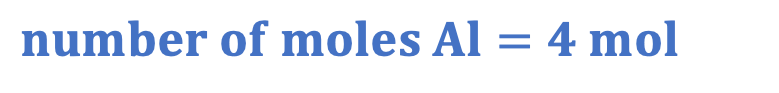 number of moles Al = 4 mol